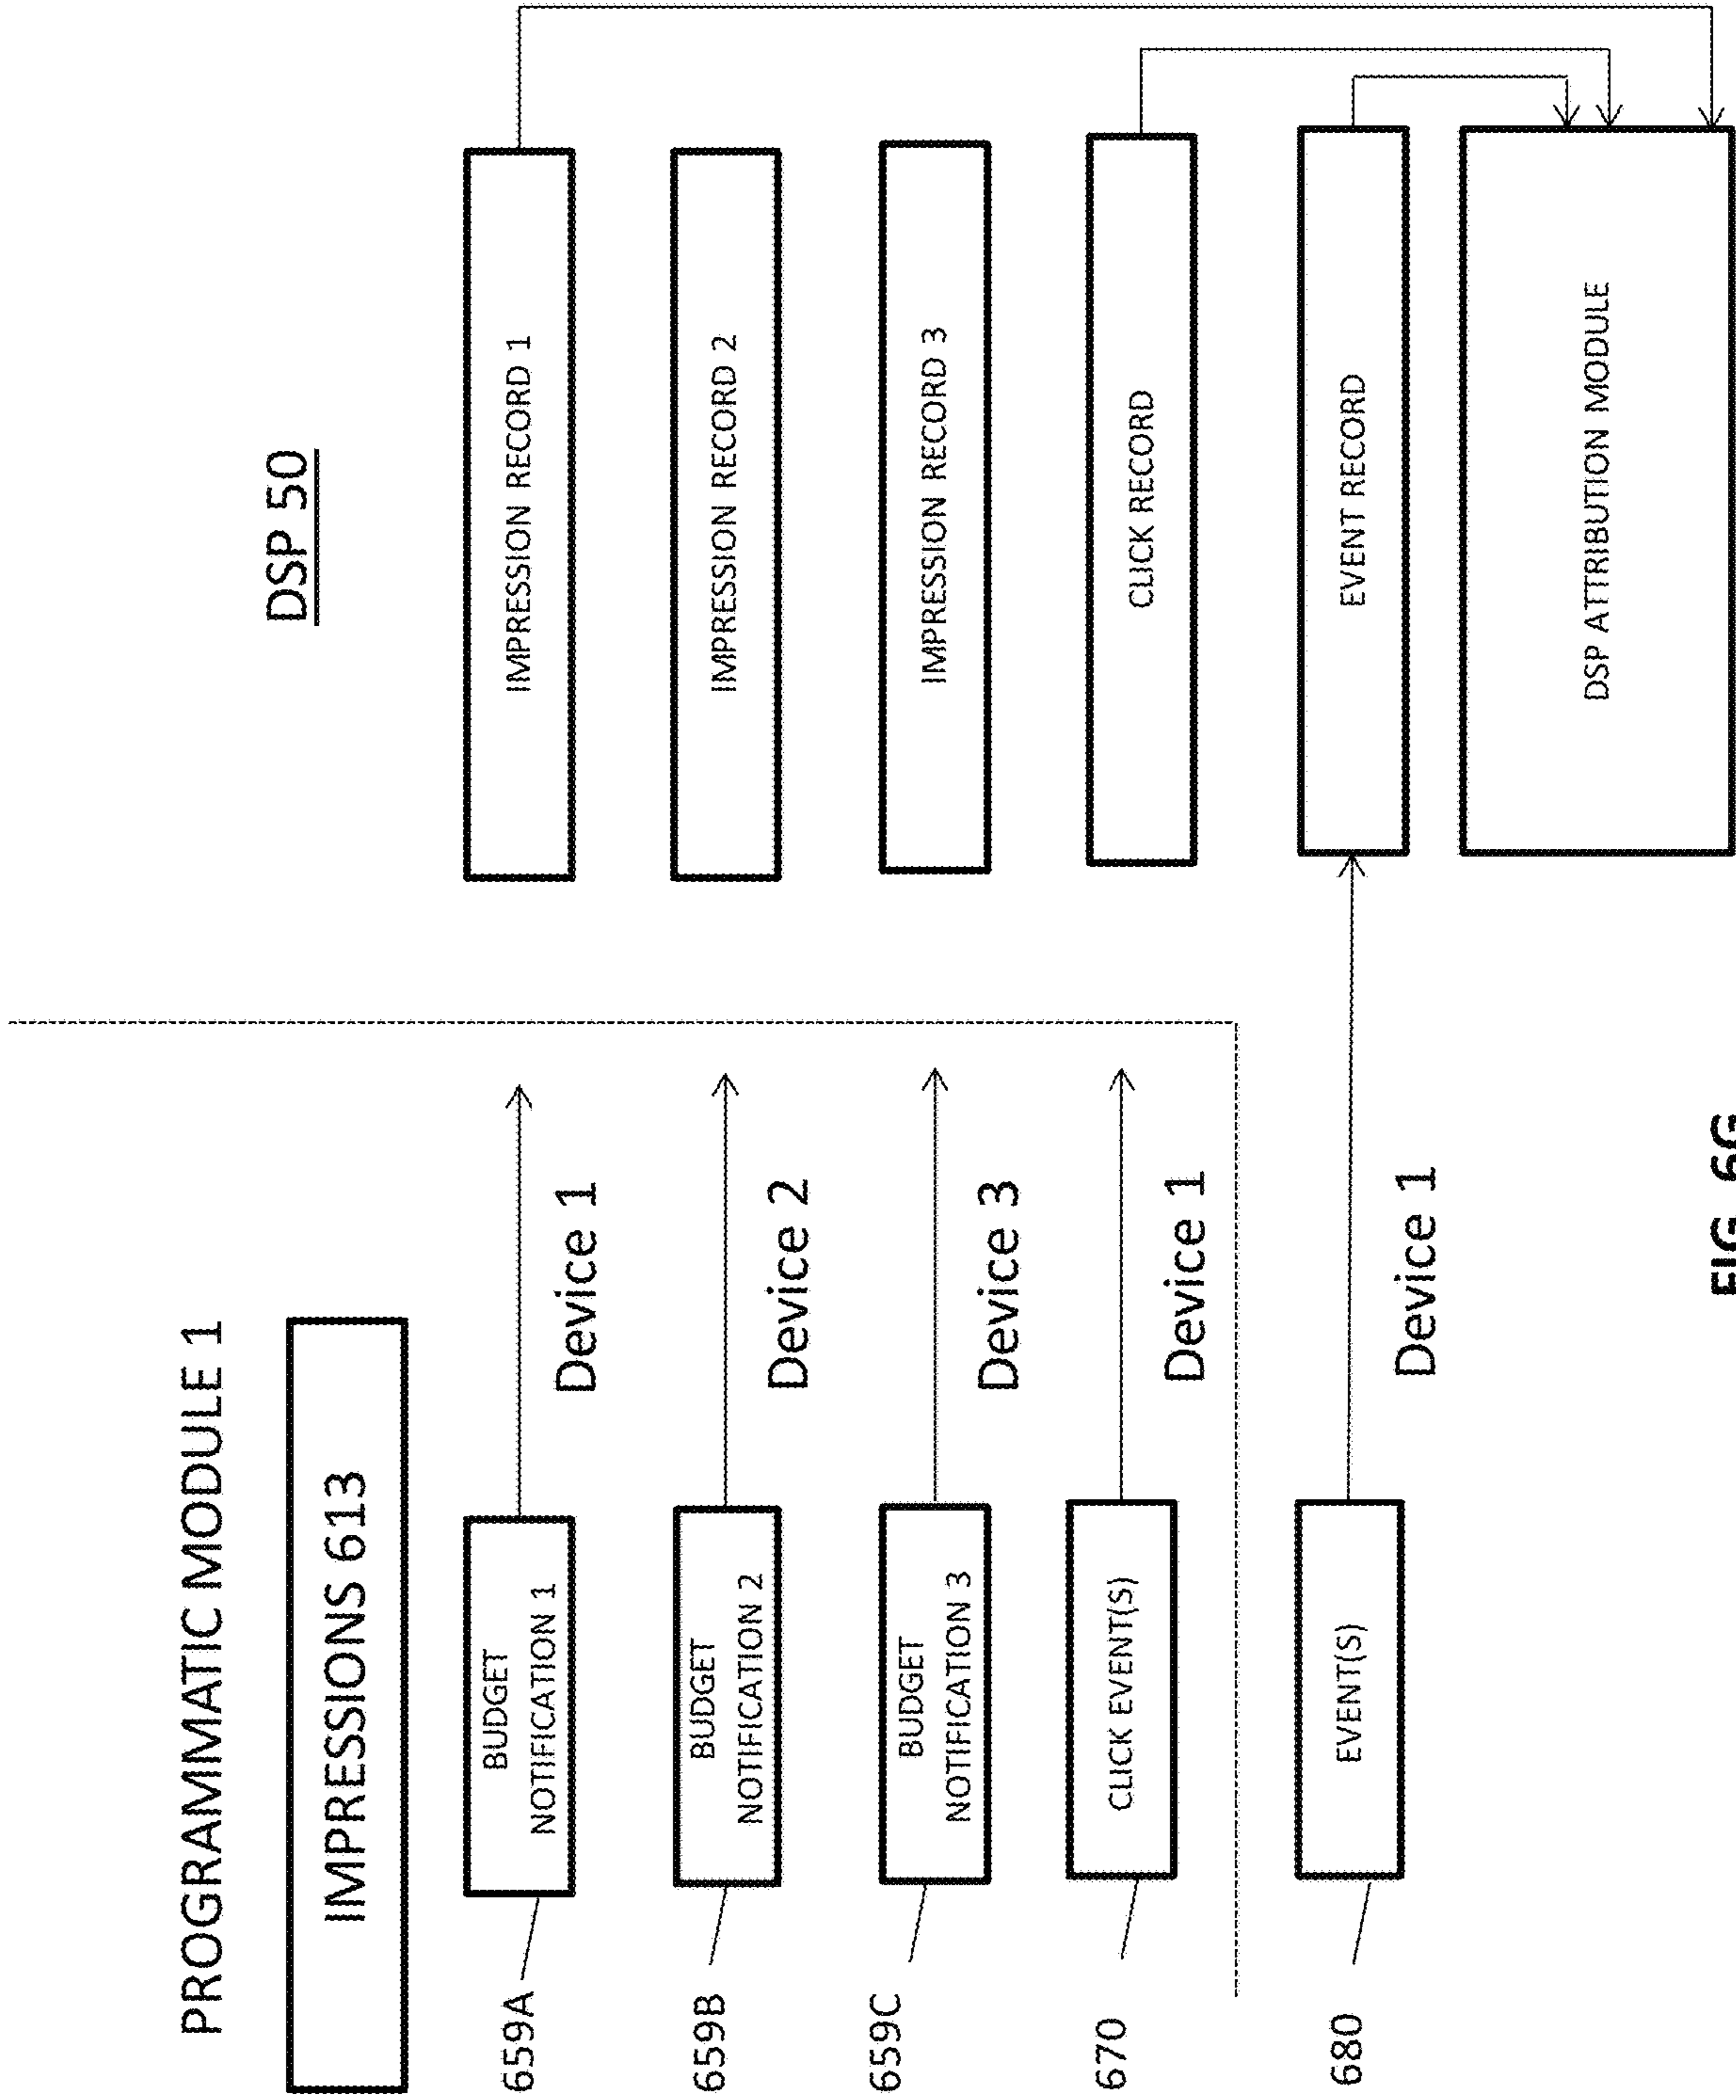 PROGRAMMATIC MODULE 1
DSP 50
IMPRESSIONS 613
659A
BUDGET
NOTIFICATION 1
Device 1
IMPRESSION RECORD 1
659B
BUDGET
NOTIFICATION 2
Device 2
IMPRESSION RECORD 2
659C
BUDGET
NOTIFICATION 3
Device 3
IMPRESSION RECORD 3
670
CLICK EVENT(S)
Device 1
CLICK RECORD
680
EVENT(S)
Device 1
EVENT RECORD
DSP ATTRIBUTION MODULE
FIG. 6G